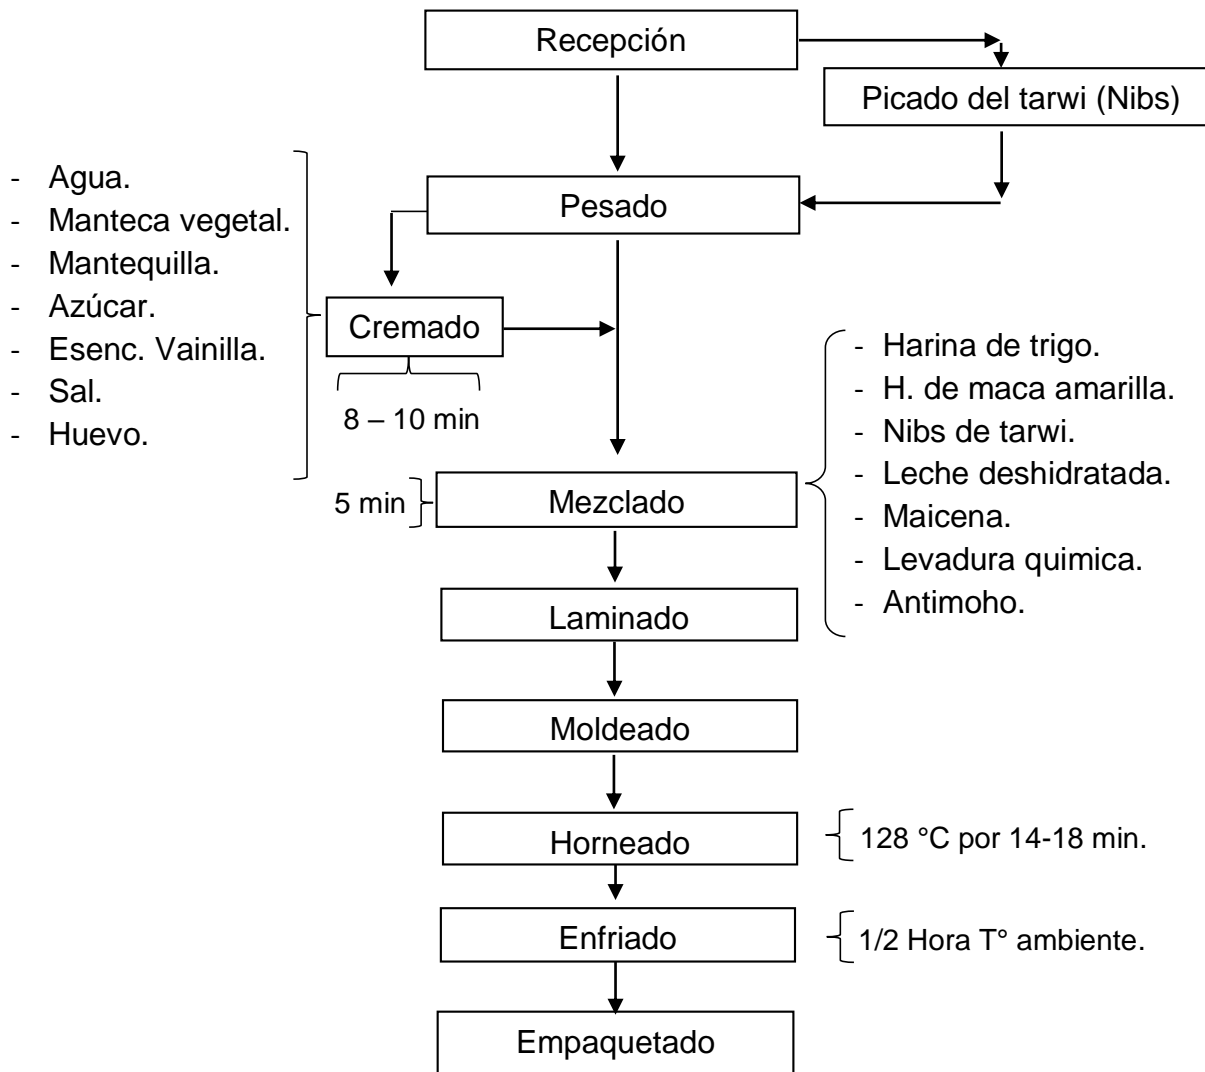 Recepción
Picado del tarwi (Nibs)
Pesado
- Agua.
- Manteca vegetal.
- Mantequilla.
- Azúcar.
- Esenc. Vainilla.
- Sal.
- Huevo.
Cremado
8 – 10 min
- Harina de trigo.
- H. de maca amarilla.
- Nibs de tarwi.
- Leche deshidratada.
- Maicena.
- Levadura quimica.
- Antimoho.
5 min
Mezclado
Laminado
Moldeado
Horneado
128 °C por 14-18 min.
Enfriado
1/2 Hora T° ambiente.
Empaquetado